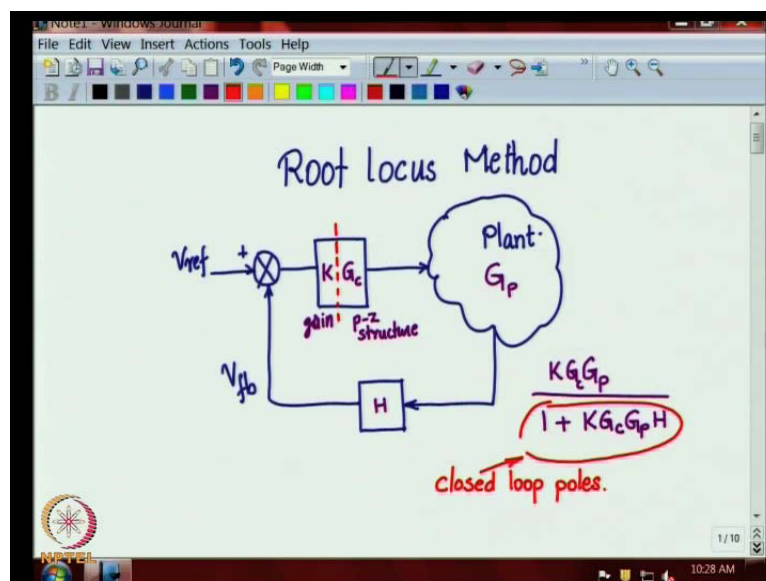 Note1 - Windows Journal
File Edit View Insert Actions Tools Help
Page Width
B I
Root locus Method
Vref + K Gc Plant. Gp
gain p-z structure
Vfb H
KGcGp
1 + KGcGpH
closed loop poles.
NPTEL
1/10
10:28 AM